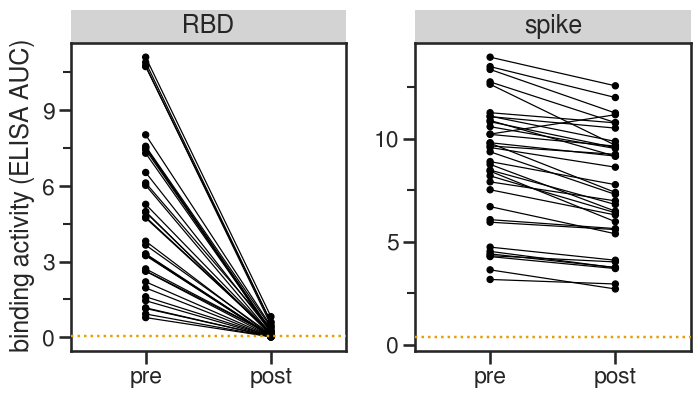 RBD
spike
binding activity (ELISA AUC)
9
6
3
0
10
5
0
pre
post
pre
post